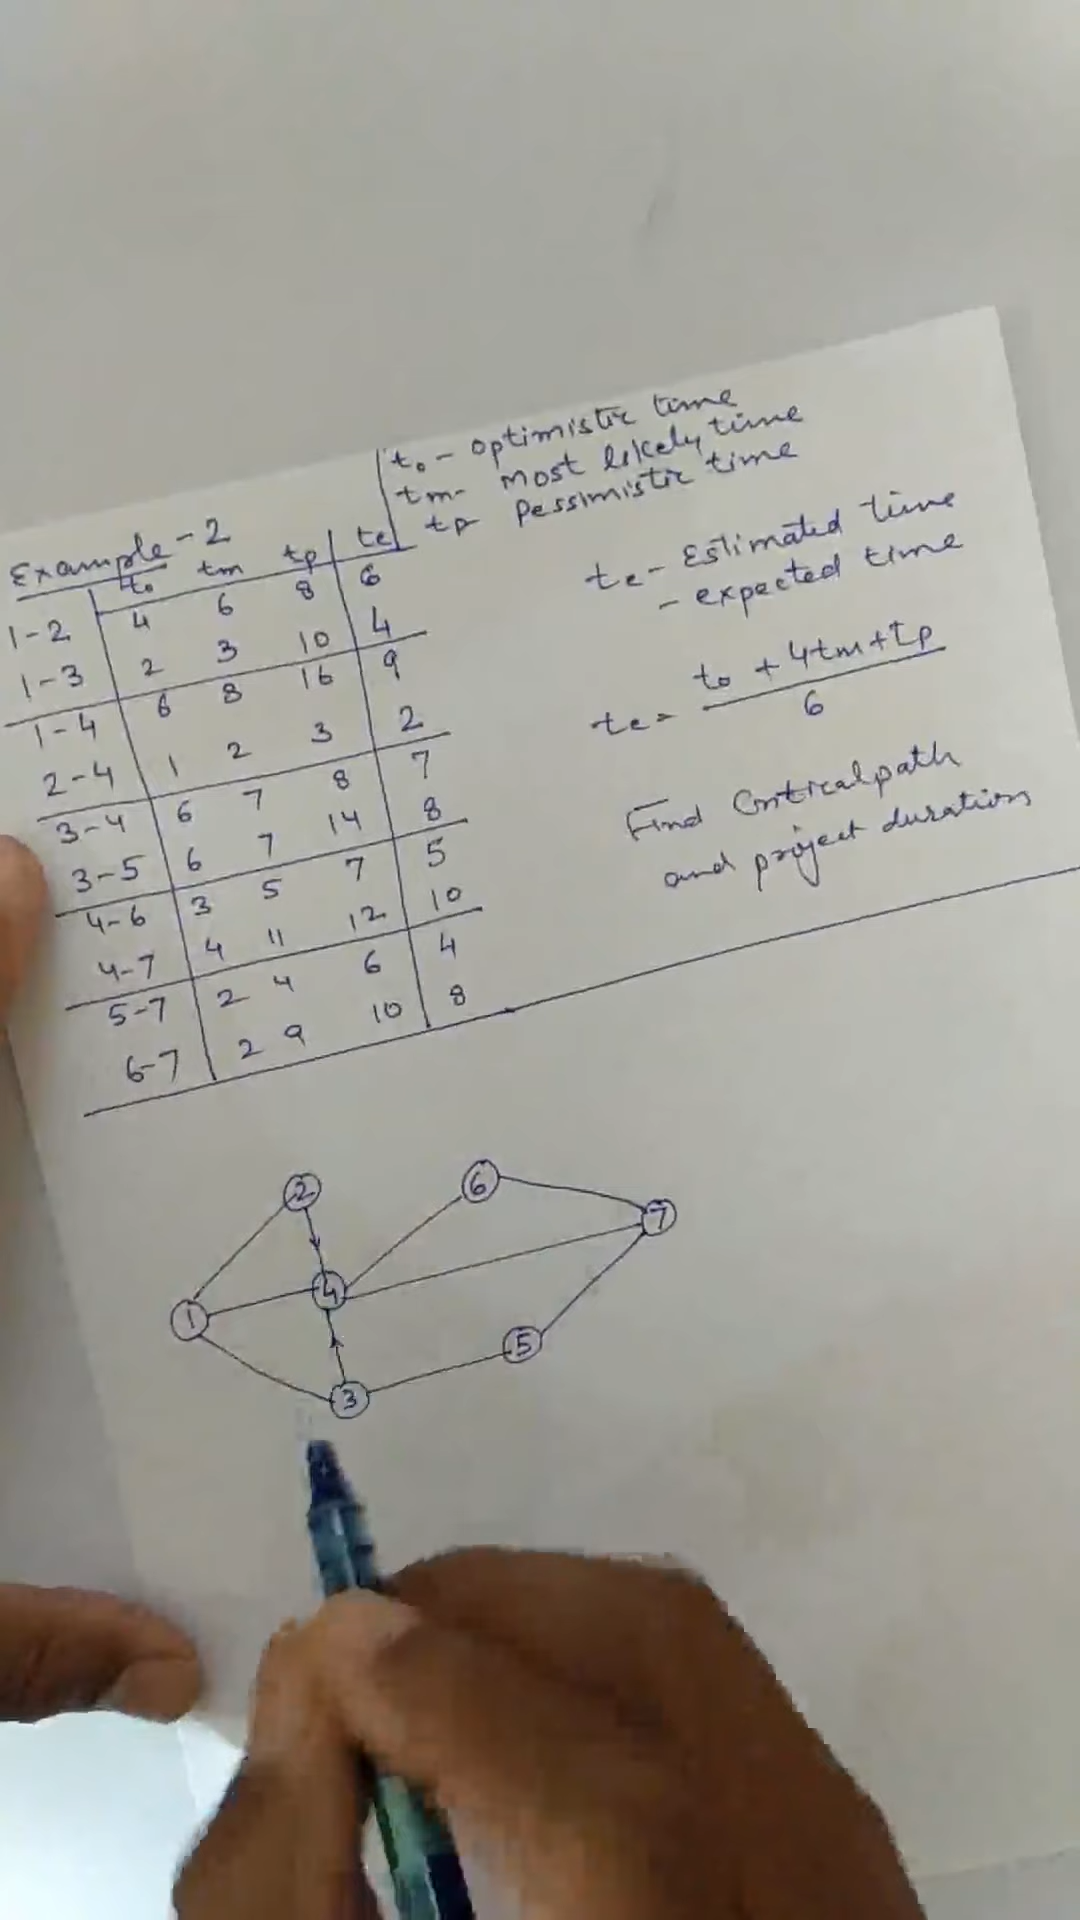 Example-2
to tm tp te
1-2 4 6 8 6
1-3 2 3 10 4
1-4 6 8 16 9
2-4 1 2 3 2
3-4 6 7 8 7
3-5 6 7 14 8
4-6 3 5 7 5
4-7 4 11 12 10
5-7 2 4 6 4
6-7 2 9 10 8
to - optimistic time
tm- most likely time
tp- pessimistic time
te - Estimated time
- expected time
te = to + 4tm + tp
6
Find Critical path
and project duration
2
6
7
4
1
5
3